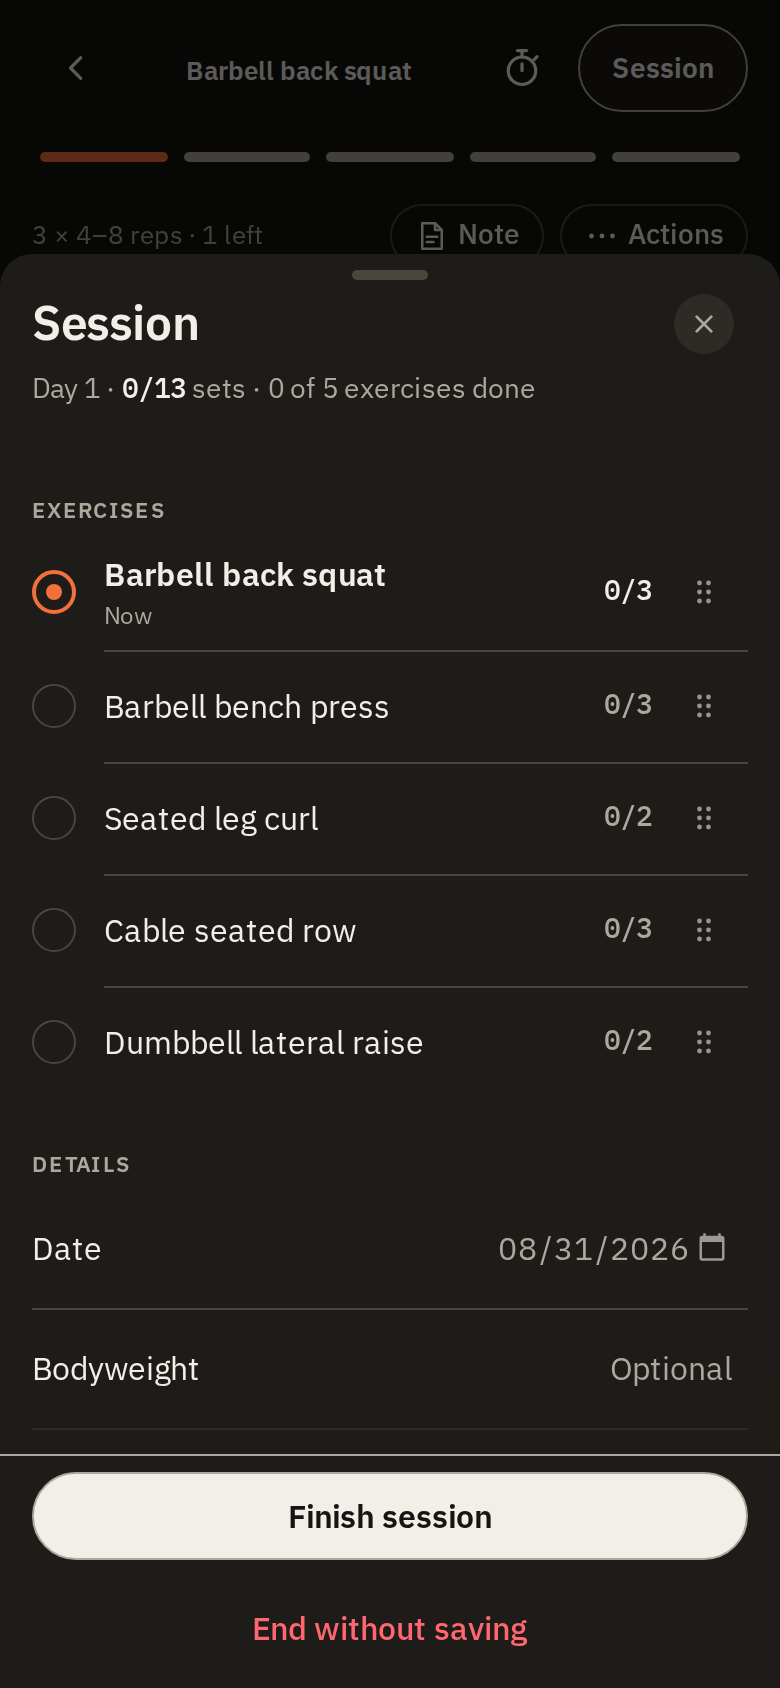 Barbell back squat
Session
3 × 4–8 reps · 1 left
Note
Actions
Session
Day 1 · 0/13 sets · 0 of 5 exercises done
EXERCISES
Barbell back squat
Now
0/3
Barbell bench press
0/3
Seated leg curl
0/2
Cable seated row
0/3
Dumbbell lateral raise
0/2
DETAILS
Date
08/31/2026
Bodyweight
Optional
Finish session
End without saving